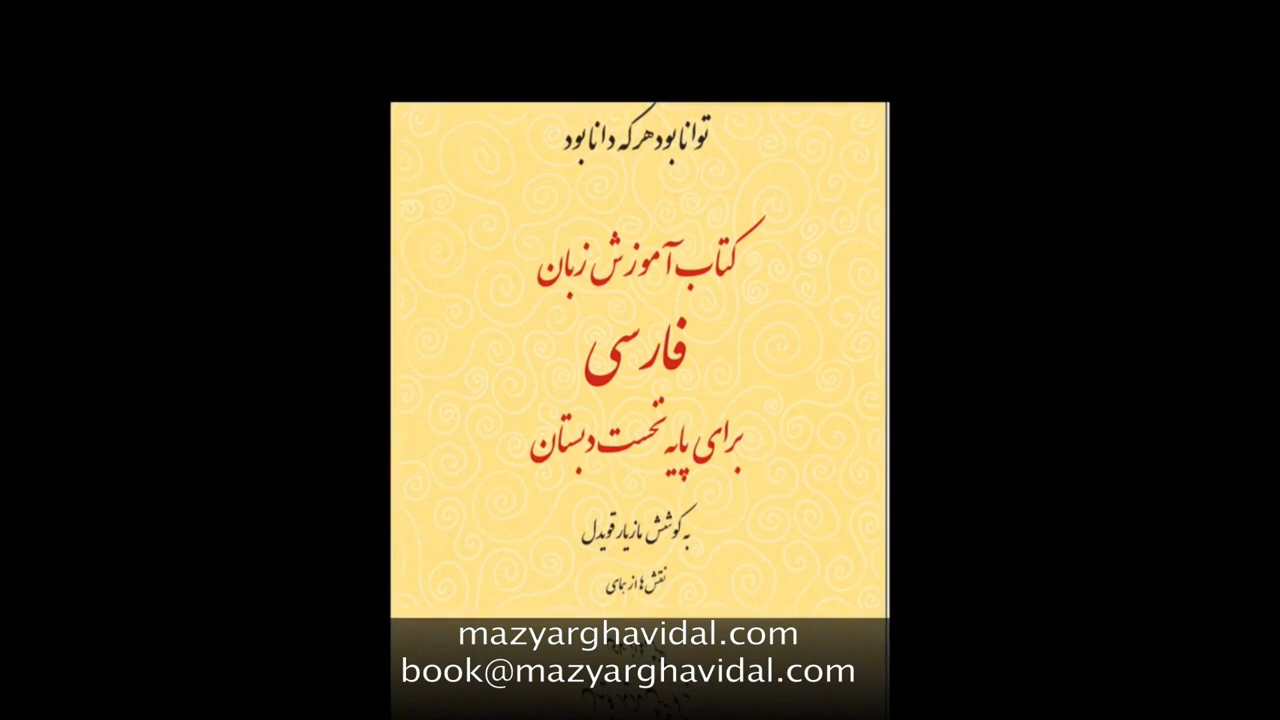 توانا بود هر که دانا بود
کتاب آموزش زبان
فارسی
برای پایه نخست دبستان
به کوشش مازیار قویدل
نقش ها از همای
mazyarghavidal.com
book@mazyarghavidal.com